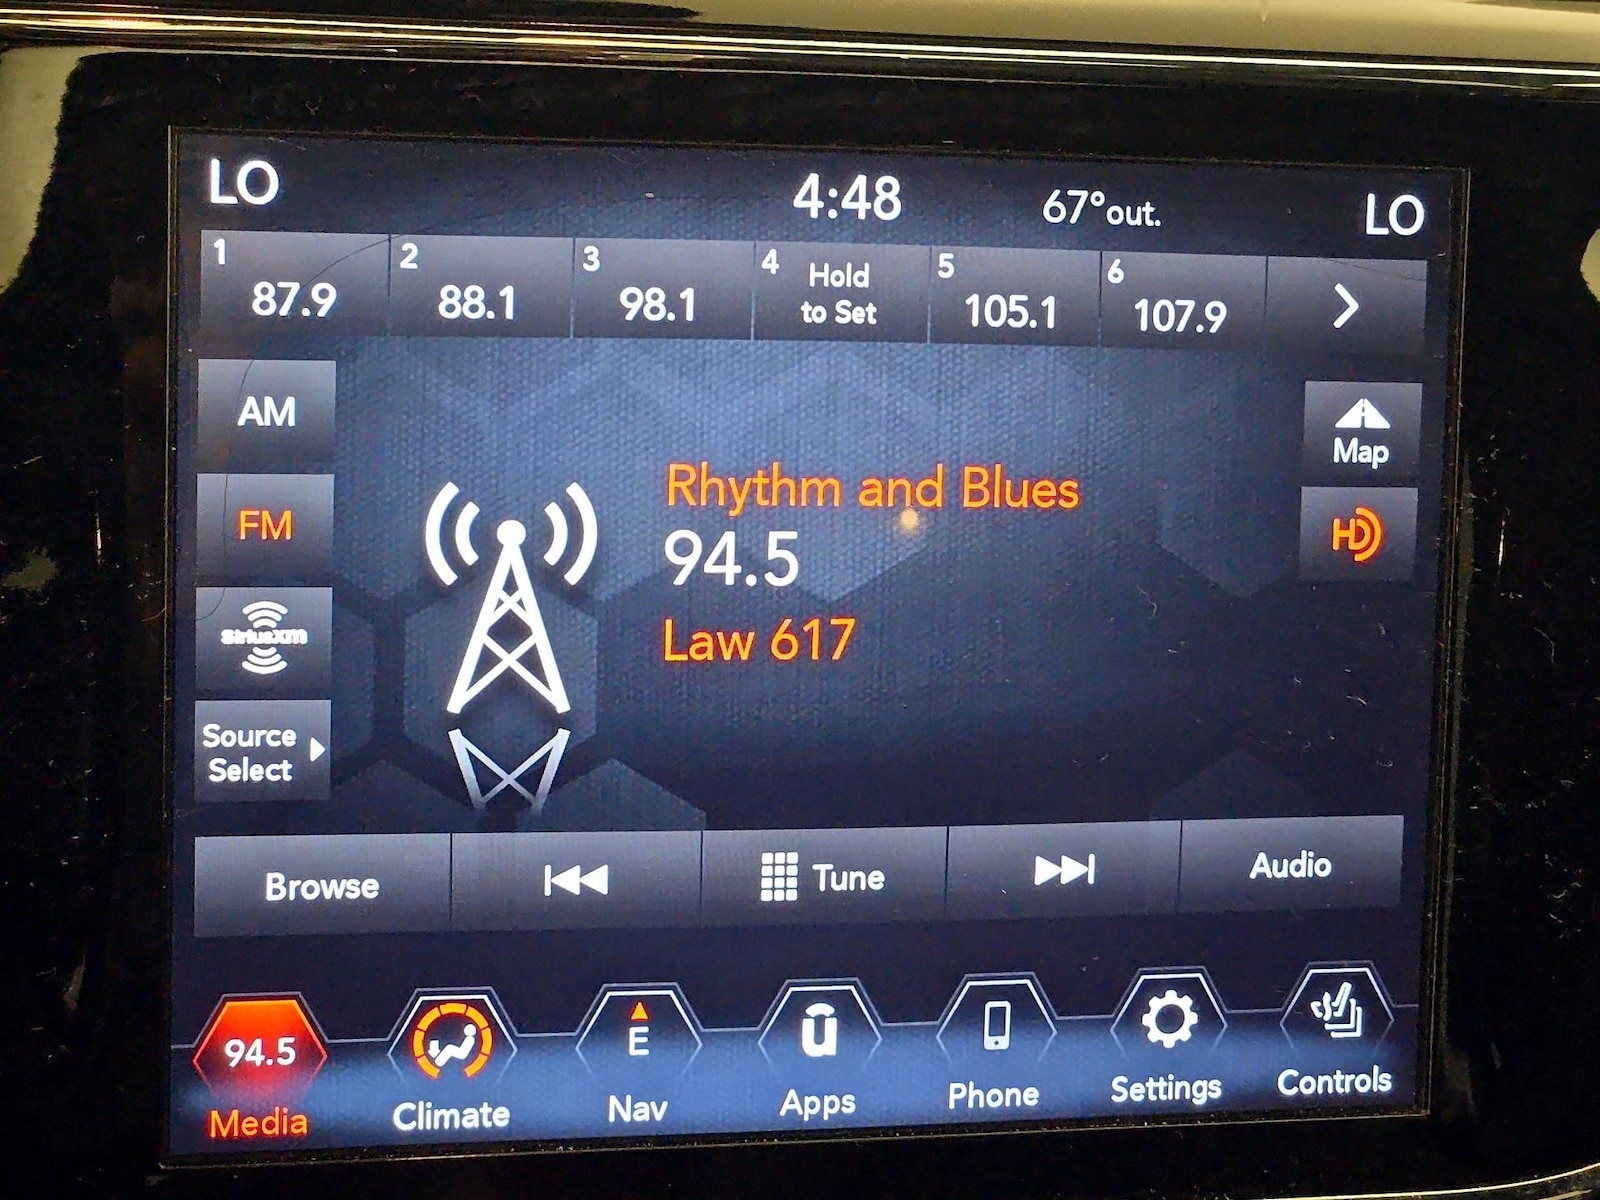 LO
4:48
67°out.
LO
1
87.9
2
88.1
3
98.1
4
Hold
to Set
5
105.1
6
107.9
AM
Map
FM
HD
Rhythm and Blues
94.5
Law 617
SiriusXM
Source
Select
Browse
Tune
Audio
94.5
Media
Climate
E
Nav
u
Apps
Phone
Settings
Controls